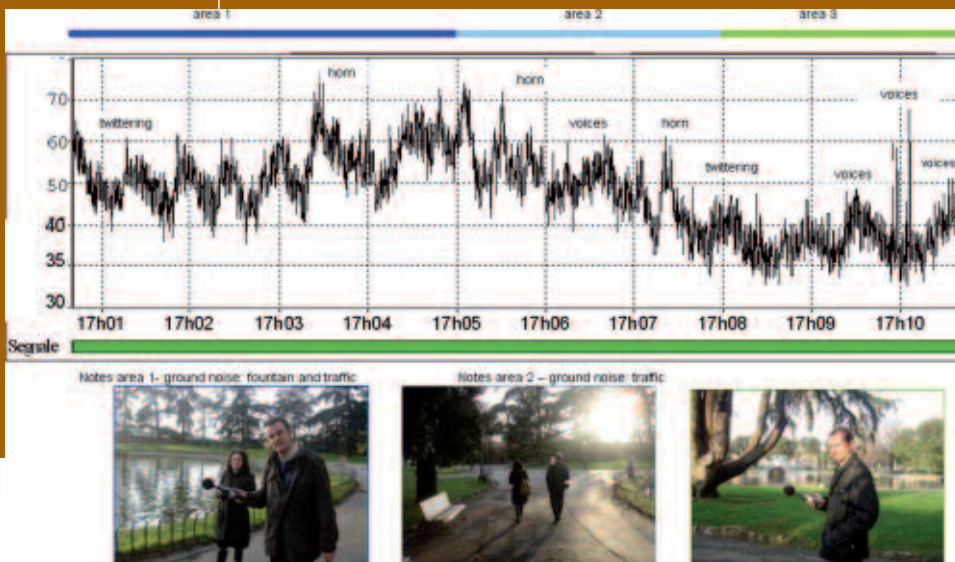 area 1 area 2 area 3
horn
horn
voices
70
twittering
voices
horn
60
twittering
voices
voices
50
40
35
30
17h01 17h02 17h03 17h04 17h05 17h06 17h07 17h08 17h09 17h10
Segnale
Notes area 1- ground noise: fountain and traffic
Notes area 2 – ground noise: traffic